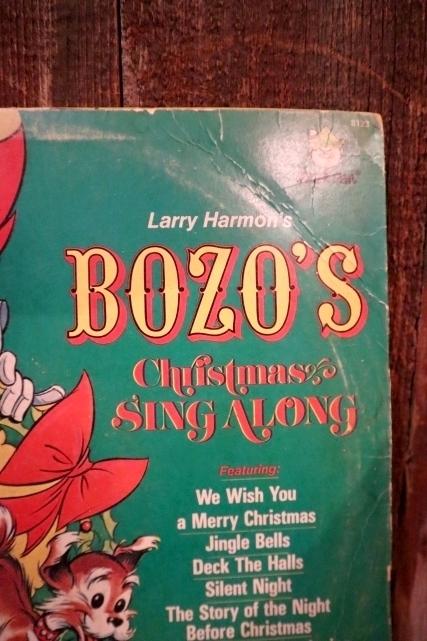 8123
Larry Harmon's
BOZO'S
Christmas
SING ALONG
Featuring:
We Wish You
a Merry Christmas
Jingle Bells
Deck The Halls
Silent Night
The Story of the Night
Before Christmas